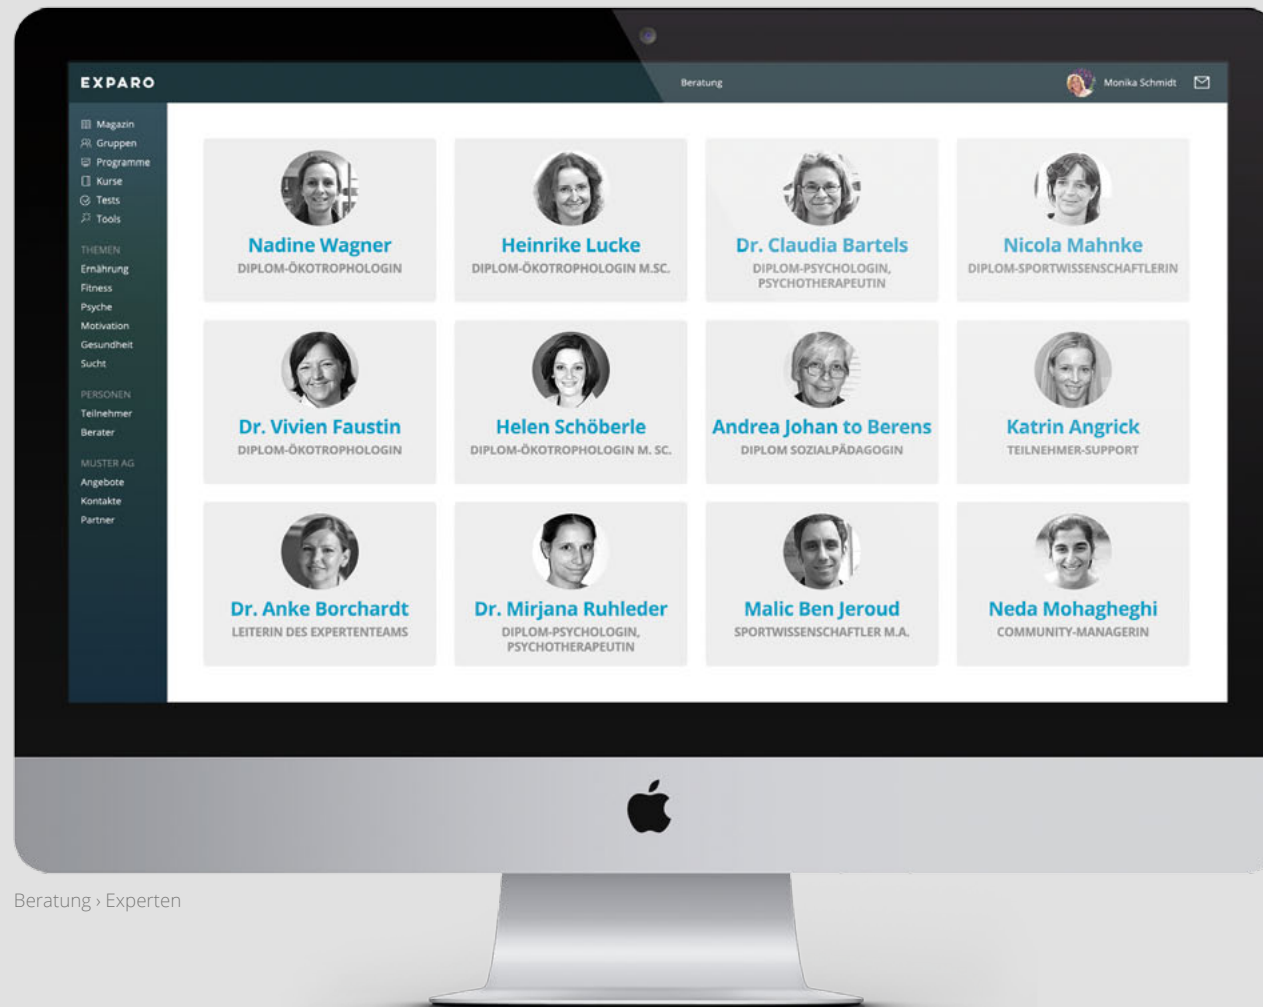 EXPARO
Beratung
Monika Schmidt
Magazin
Gruppen
Programme
Kurse
Tests
Tools
THEMEN
Ernährung
Fitness
Psyche
Motivation
Gesundheit
Sucht
PERSONEN
Teilnehmer
Berater
MUSTER AG
Angebote
Kontakte
Partner
Nadine Wagner
DIPLOM-ÖKOTROPHOLOGIN
Heinrike Lucke
DIPLOM-ÖKOTROPHOLOGIN M.SC.
Dr. Claudia Bartels
DIPLOM-PSYCHOLOGIN,
PSYCHOTHERAPEUTIN
Nicola Mahnke
DIPLOM-SPORTWISSENSCHAFTLERIN
Dr. Vivien Faustin
DIPLOM-ÖKOTROPHOLOGIN
Helen Schöberle
DIPLOM-ÖKOTROPHOLOGIN M. SC.
Andrea Johan to Berens
DIPLOM SOZIALPÄDAGOGIN
Katrin Angrick
TEILNEHMER-SUPPORT
Dr. Anke Borchardt
LEITERIN DES EXPERTENTEAMS
Dr. Mirjana Ruhleder
DIPLOM-PSYCHOLOGIN,
PSYCHOTHERAPEUTIN
Malic Ben Jeroud
SPORTWISSENSCHAFTLER M.A.
Neda Mohagheghi
COMMUNITY-MANAGERIN
Beratung › Experten